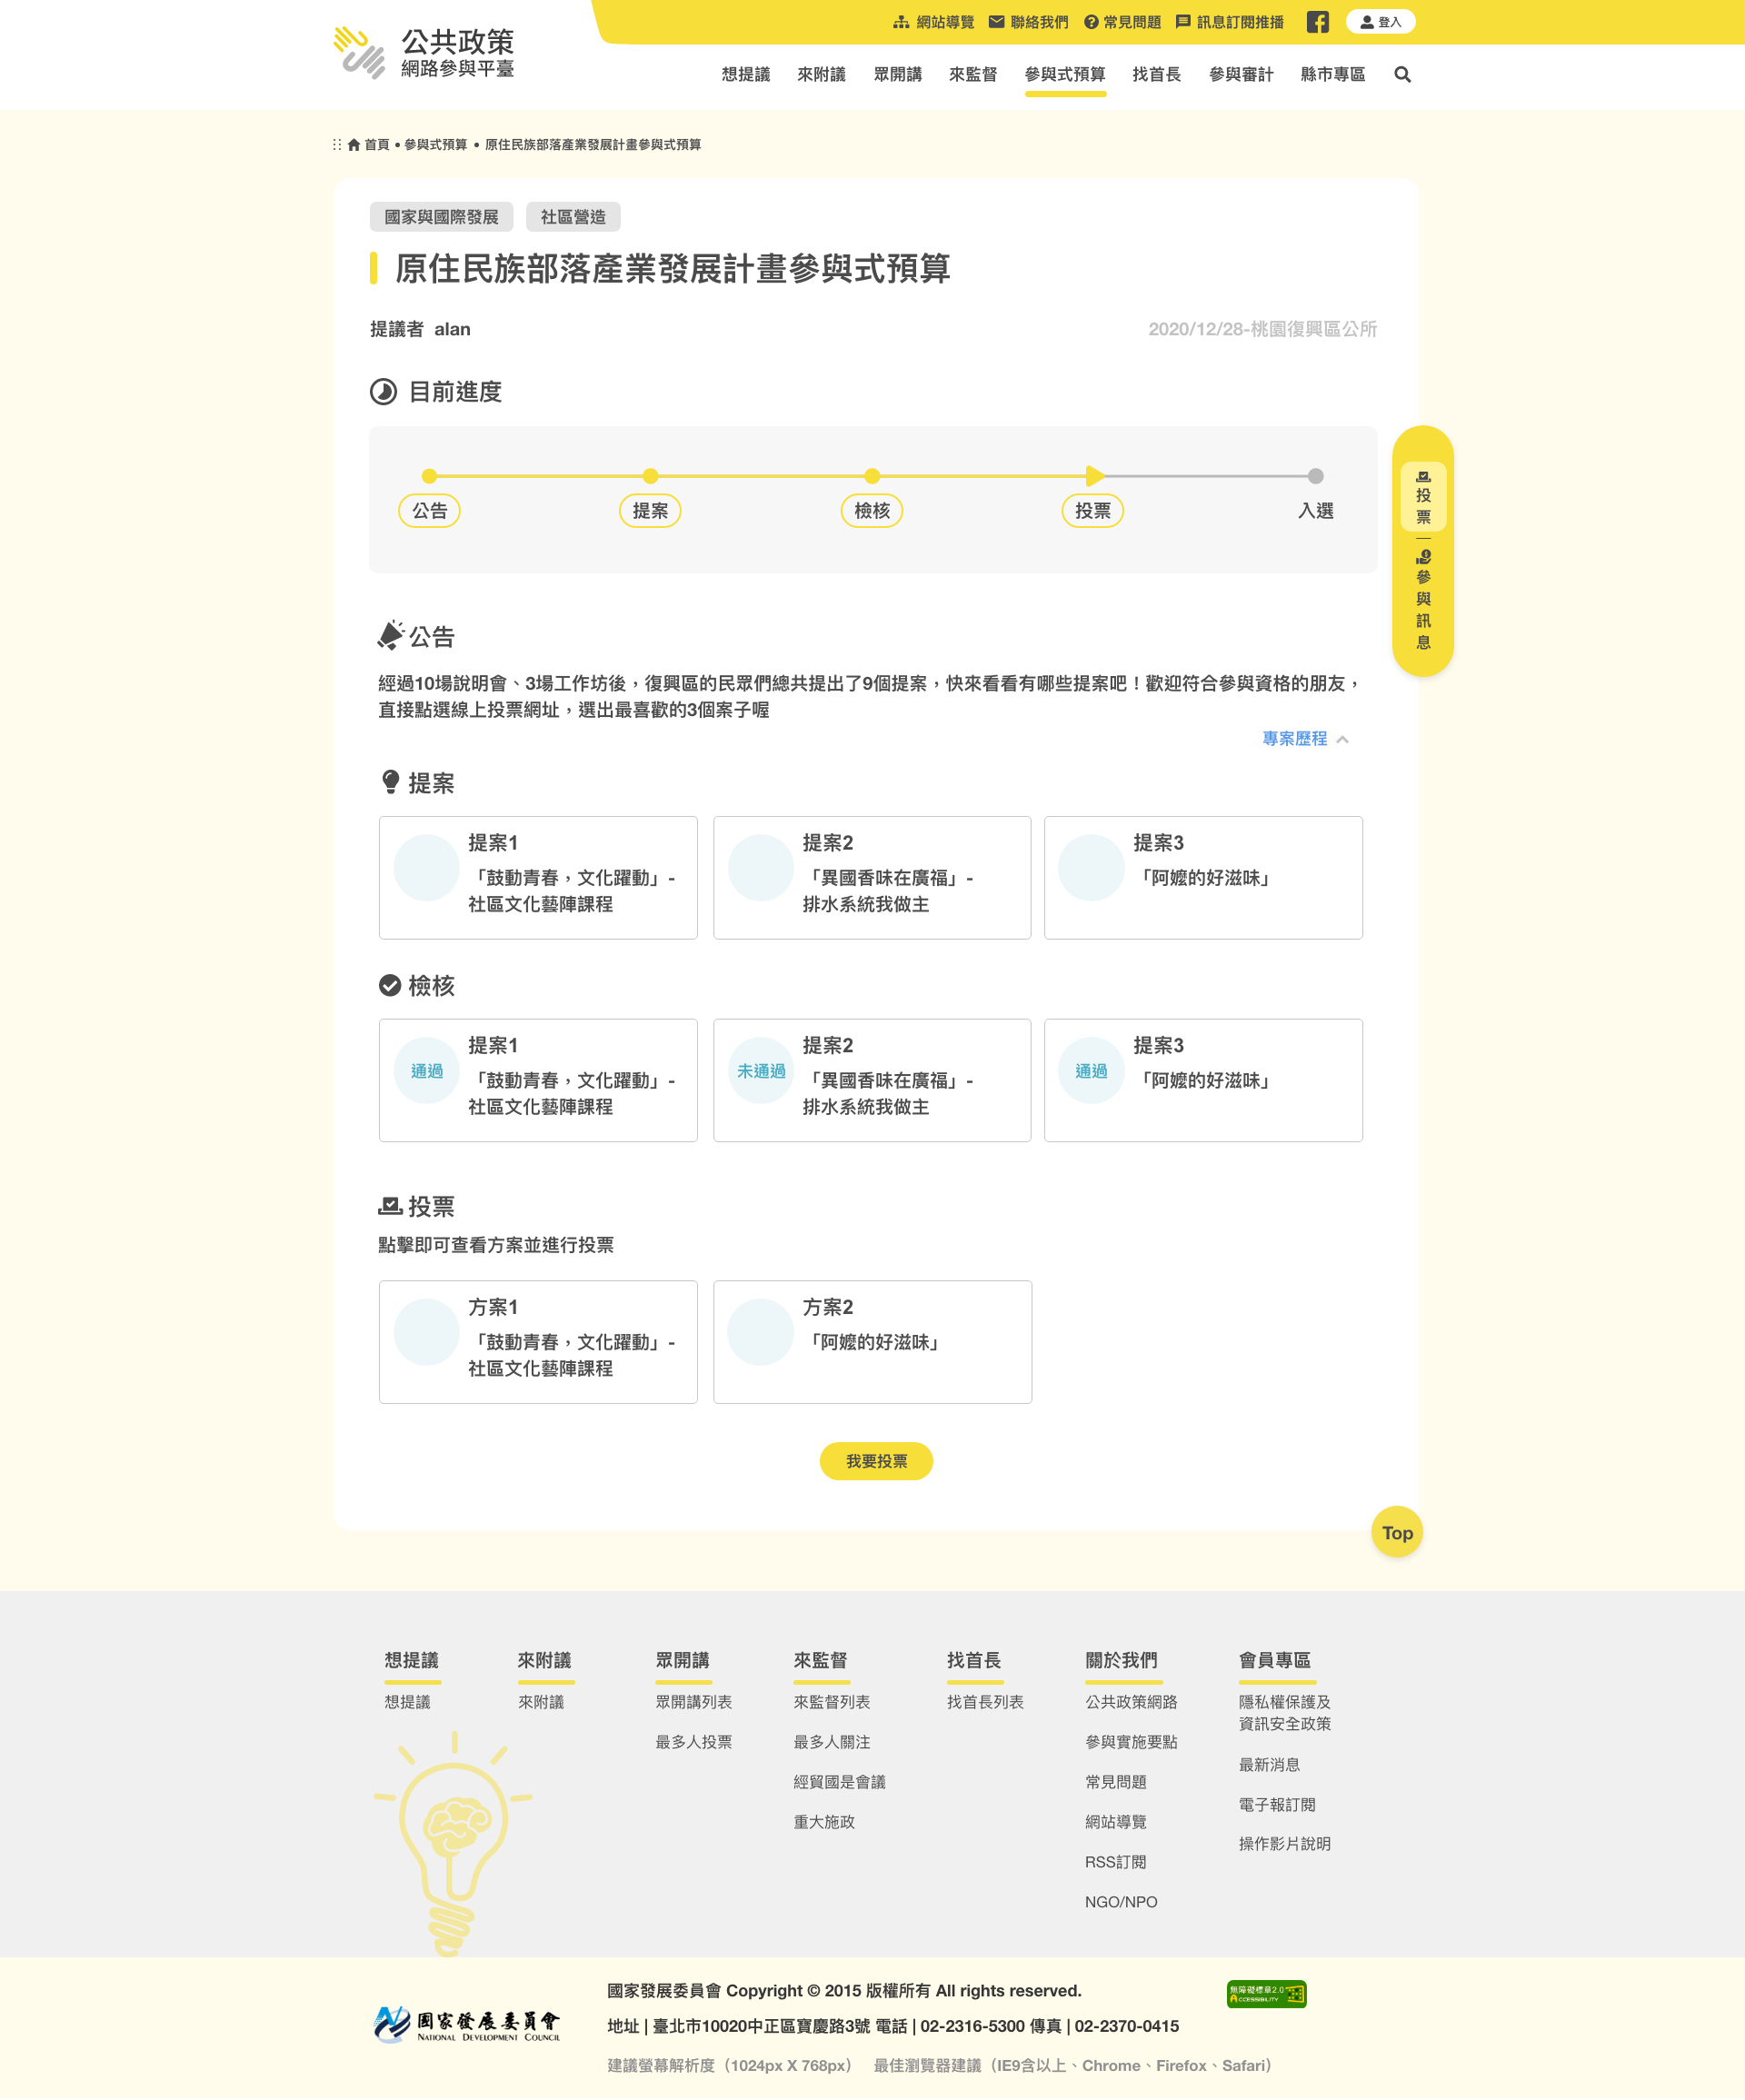 公共政策
網路參與平臺
網站導覽 聯絡我們 常見問題 訊息訂閱推播 登入
想提議 來附議 眾開講 來監督 參與式預算 找首長 參與審計 縣市專區
首頁 • 參與式預算 • 原住民族部落產業發展計畫參與式預算
國家與國際發展 社區營造
原住民族部落產業發展計畫參與式預算
提議者 alan
2020/12/28-桃園復興區公所
目前進度
公告 提案 檢核 投票 入選
投票
參與訊息
公告
經過10場說明會、3場工作坊後，復興區的民眾們總共提出了9個提案，快來看看有哪些提案吧！歡迎符合參與資格的朋友，
直接點選線上投票網址，選出最喜歡的3個案子喔
專案歷程
提案
提案1
「鼓動青春，文化躍動」-
社區文化藝陣課程
提案2
「異國香味在廣福」-
排水系統我做主
提案3
「阿嬤的好滋味」
檢核
通過
提案1
「鼓動青春，文化躍動」-
社區文化藝陣課程
未通過
提案2
「異國香味在廣福」-
排水系統我做主
通過
提案3
「阿嬤的好滋味」
投票
點擊即可查看方案並進行投票
方案1
「鼓動青春，文化躍動」-
社區文化藝陣課程
方案2
「阿嬤的好滋味」
我要投票
Top
想提議
想提議
來附議
來附議
眾開講
眾開講列表
最多人投票
來監督
來監督列表
最多人關注
經貿國是會議
重大施政
找首長
找首長列表
關於我們
公共政策網路
參與實施要點
常見問題
網站導覽
RSS訂閱
NGO/NPO
會員專區
隱私權保護及
資訊安全政策
最新消息
電子報訂閱
操作影片說明
國家發展委員會
NATIONAL DEVELOPMENT COUNCIL
國家發展委員會 Copyright © 2015 版權所有 All rights reserved.
無障礙標章2.0
ACCESSIBILITY
地址 | 臺北市10020中正區寶慶路3號 電話 | 02-2316-5300 傳真 | 02-2370-0415
建議螢幕解析度（1024px X 768px） 最佳瀏覽器建議（IE9含以上、Chrome、Firefox、Safari）